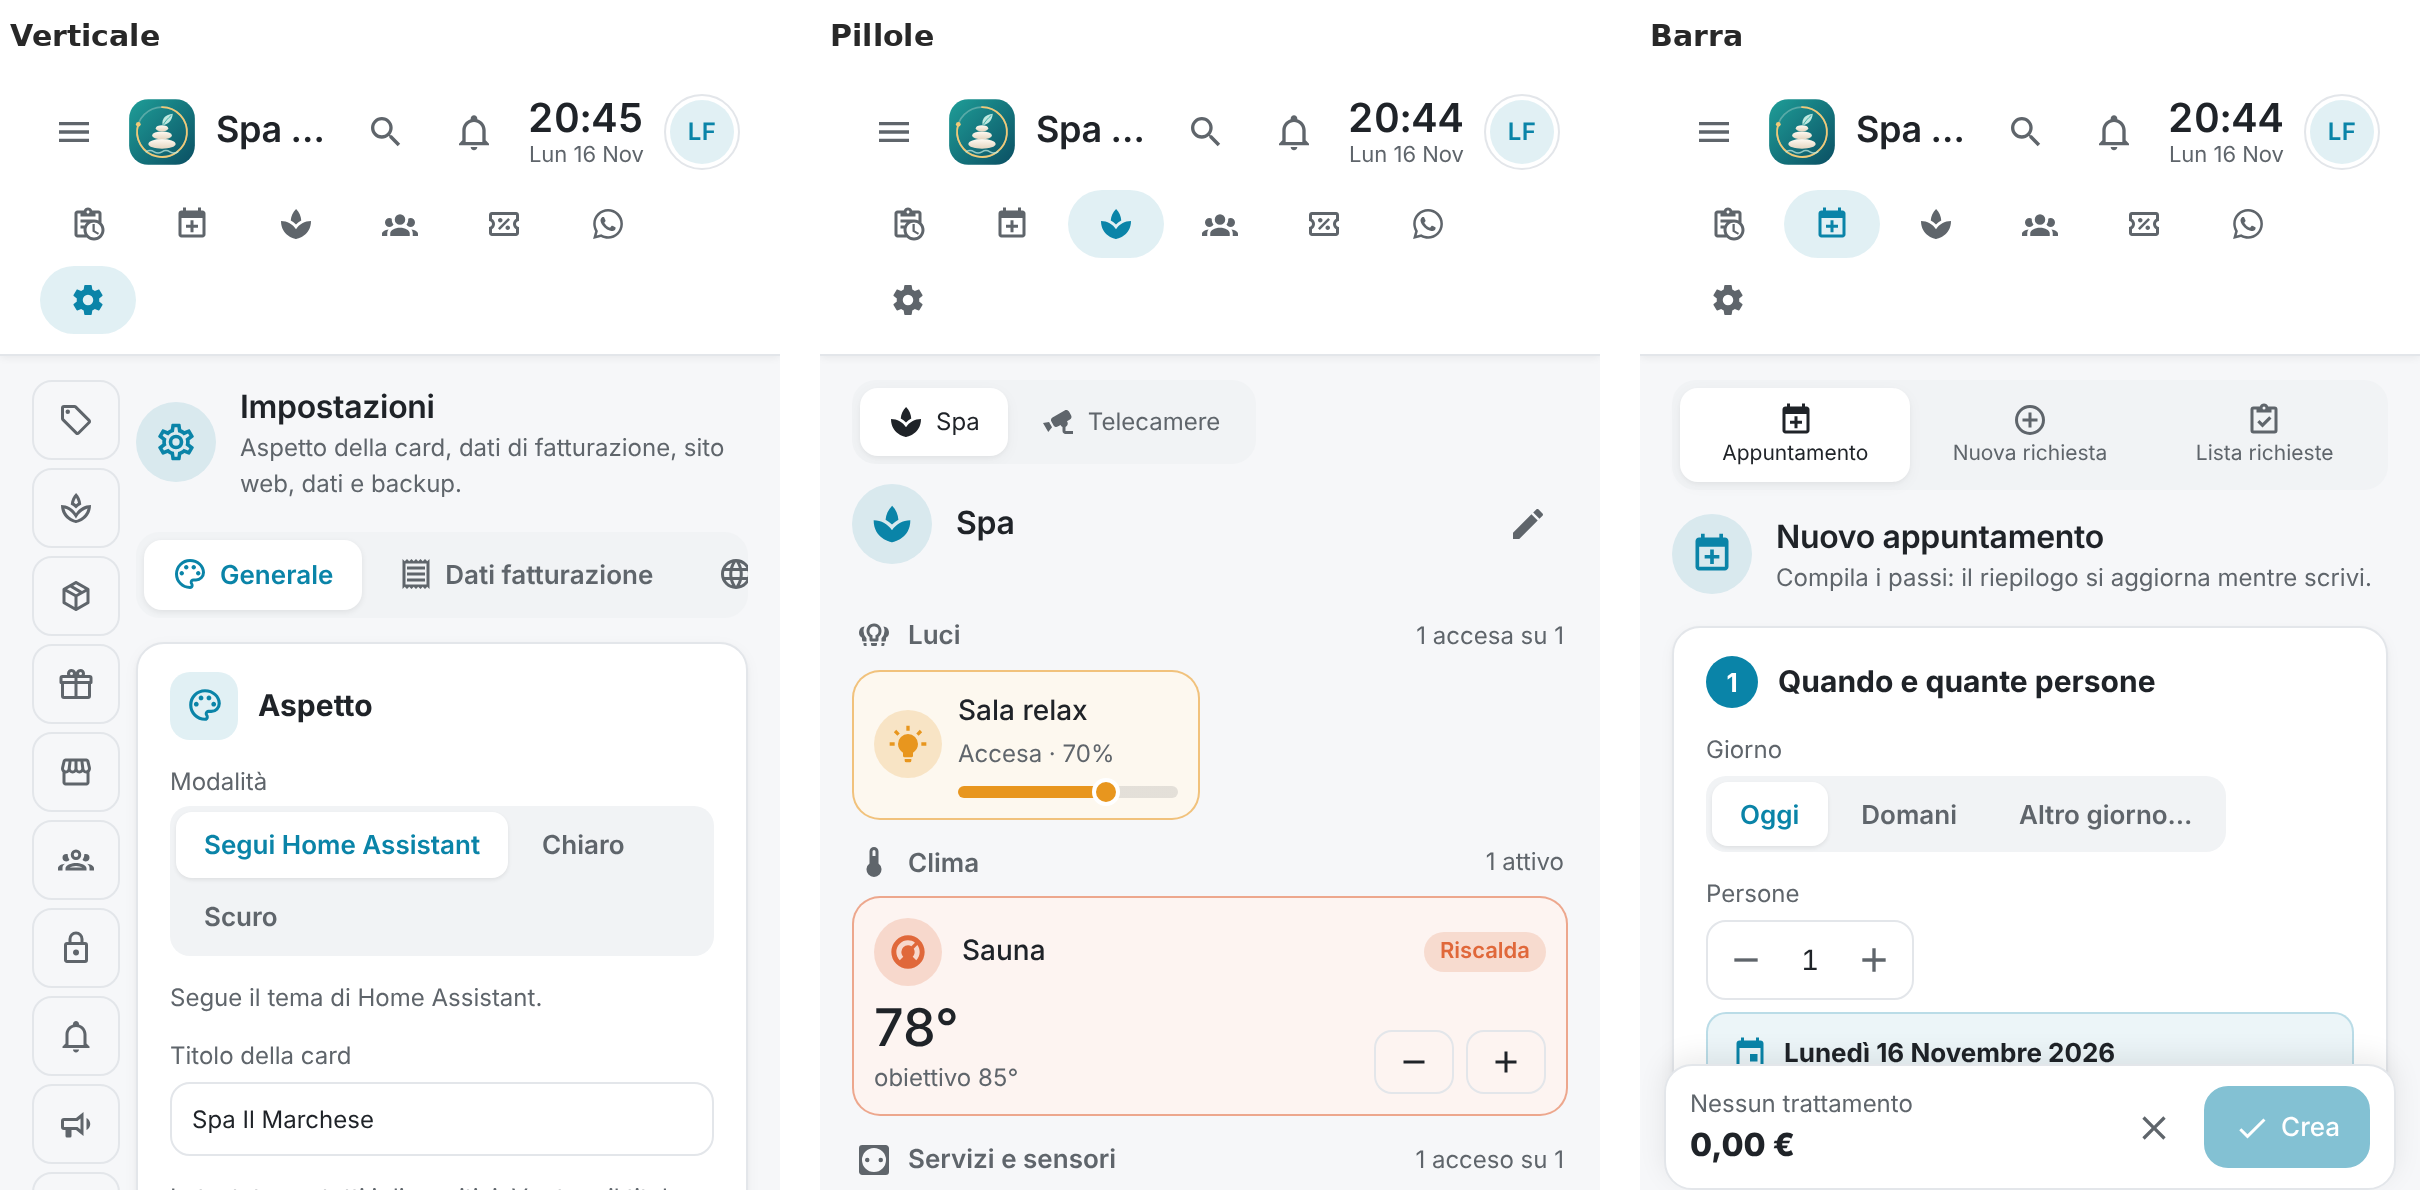 Verticale
Spa ...
20:45
Lun 16 Nov
LF
Impostazioni
Aspetto della card, dati di fatturazione, sito
web, dati e backup.
Generale
Dati fatturazione
Aspetto
Modalità
Segui Home Assistant
Chiaro
Scuro
Segue il tema di Home Assistant.
Titolo della card
Spa Il Marchese
Pillole
Spa ...
20:44
Lun 16 Nov
LF
Spa
Telecamere
Spa
Luci
1 accesa su 1
Sala relax
Accesa · 70%
Clima
1 attivo
Sauna
Riscalda
78°
obiettivo 85°
Servizi e sensori
1 acceso su 1
Barra
Spa ...
20:44
Lun 16 Nov
LF
Appuntamento
Nuova richiesta
Lista richieste
Nuovo appuntamento
Compila i passi: il riepilogo si aggiorna mentre scrivi.
1
Quando e quante persone
Giorno
Oggi
Domani
Altro giorno...
Persone
1
Lunedì 16 Novembre 2026
Nessun trattamento
0,00 €
Crea